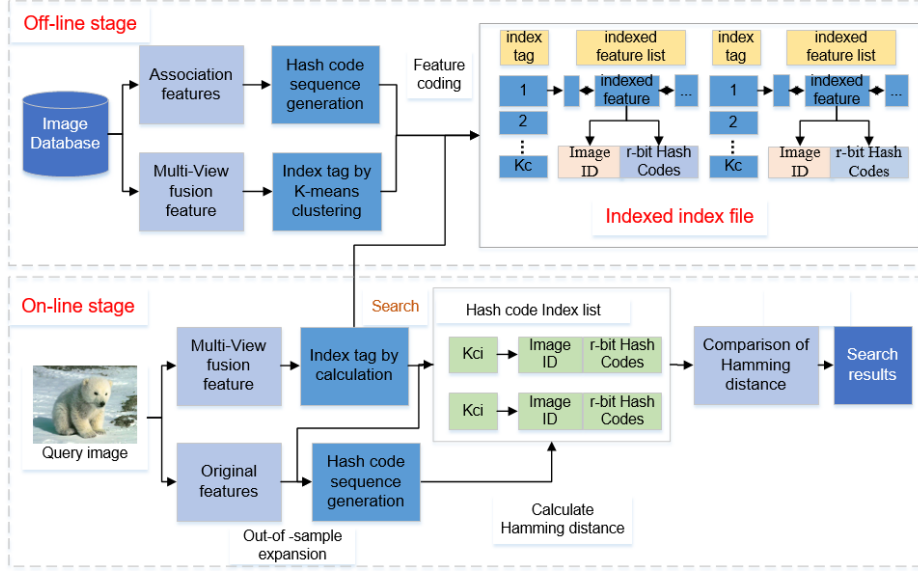 Off-line stage
Image
Database
Association
features
Hash code
sequence
generation
Feature
coding
Multi-View
fusion
feature
Index tag by
K-means
clustering
index
tag
indexed
feature list
1
indexed
feature
...
2
Kc
Image
ID
r-bit Hash
Codes
index
tag
indexed
feature list
1
indexed
feature
...
2
Kc
Image
ID
r-bit Hash
Codes
Indexed index file
On-line stage
Query image
Multi-View
fusion
feature
Index tag by
calculation
Search
Original
features
Hash code
sequence
generation
Out-of -sample
expansion
Hash code Index list
Kci
Image
ID
r-bit Hash
Codes
Kci
Image
ID
r-bit Hash
Codes
Calculate
Hamming distance
Comparison of
Hamming
distance
Search
results